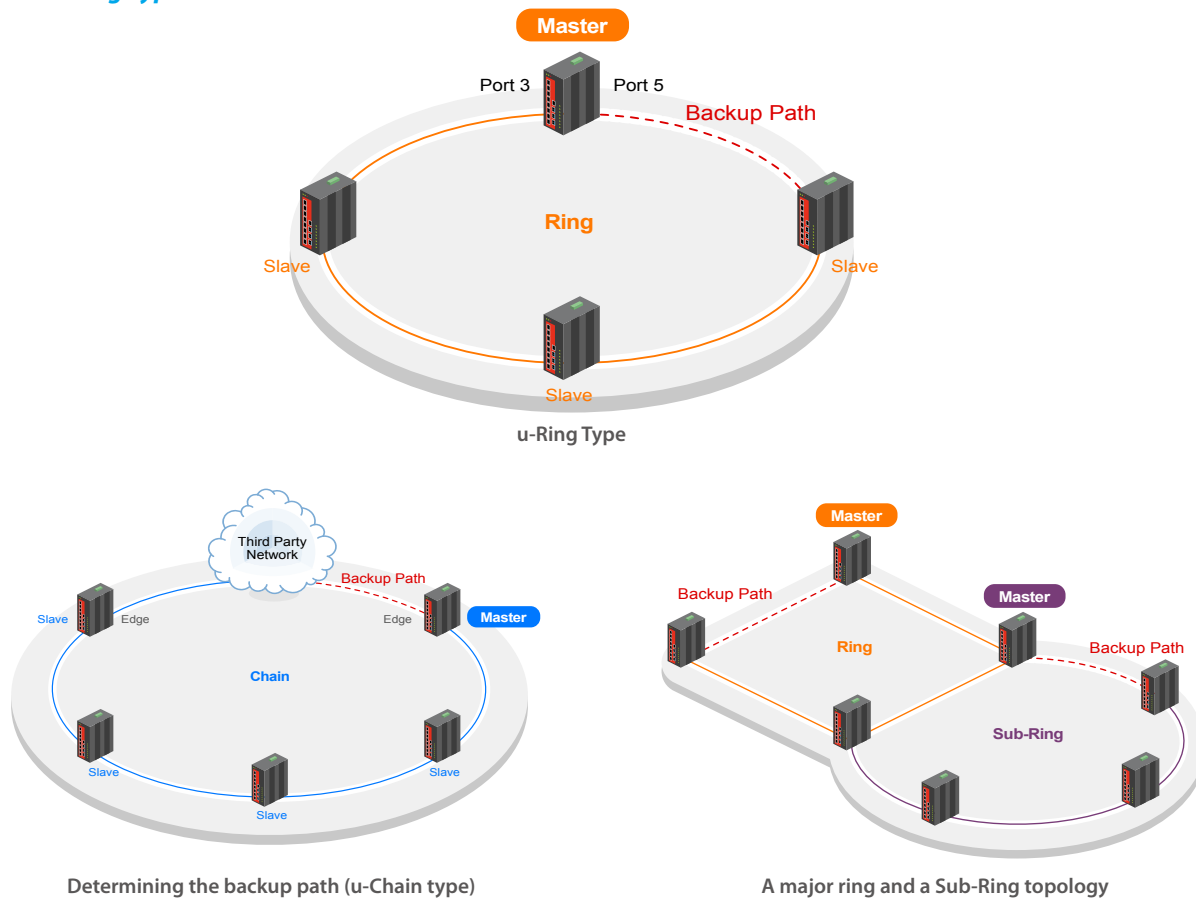 Master
Port 3
Port 5
Backup Path
Ring
Slave
Slave
Slave
u-Ring Type
Third Party
Network
Backup Path
Slave
Edge
Edge
Master
Chain
Slave
Slave
Slave
Determining the backup path (u-Chain type)
Master
Backup Path
Master
Ring
Backup Path
Sub-Ring
A major ring and a Sub-Ring topology